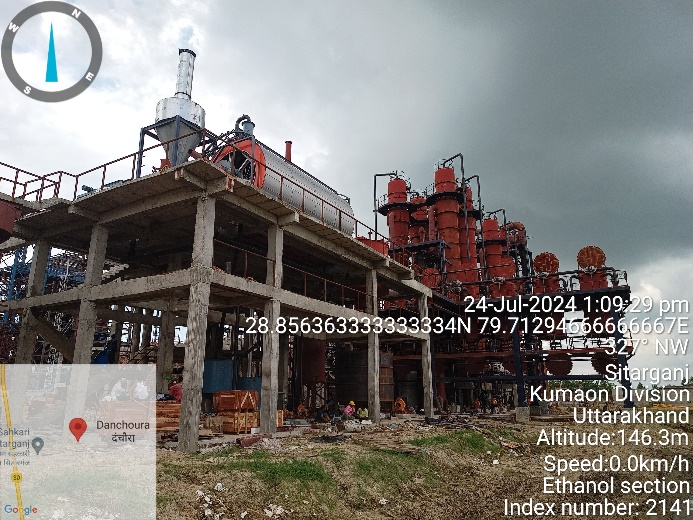 N
W
E
S
24-Jul-2024 1:09:29 pm
28.856363333333334N 79.71294666666667E
327° NW
Sitarganj
Kumaon Division
Uttarakhand
Altitude:146.3m
Speed:0.0km/h
Ethanol section
Index number: 2141
Danchoura
दंचौरा
Sahkari
Google